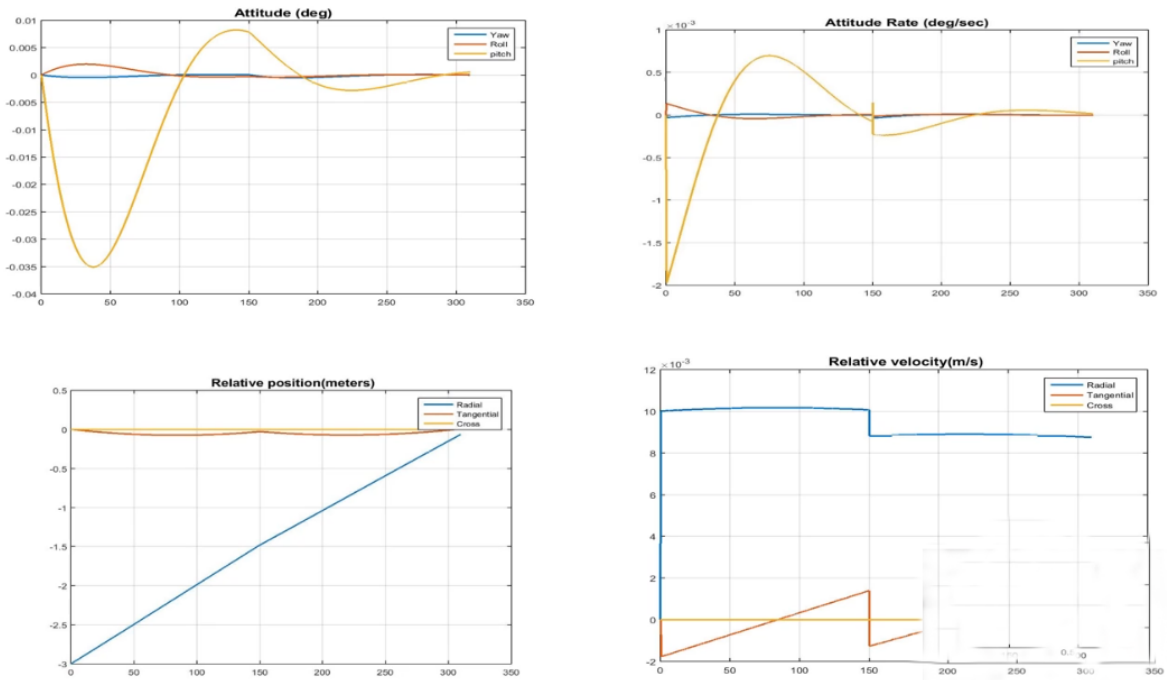 Attitude (deg)
0.01
0.005
0
-0.005
-0.01
-0.015
-0.02
-0.025
-0.03
-0.035
-0.04
0 50 100 150 200 250 300 350
Yaw
Roll
pitch
Attitude Rate (deg/sec)
×10-3
1
0.5
0
-0.5
-1
-1.5
-2
0 50 100 150 200 250 300 350
Yaw
Roll
pitch
Relative position(meters)
0.5
0
-0.5
-1
-1.5
-2
-2.5
-3
0 50 100 150 200 250 300 350
Radial
Tangential
Cross
Relative velocity(m/s)
×10-3
12
10
8
6
4
2
0
-2
0 50 100 150 200 250 300 350
Radial
Tangential
Cross